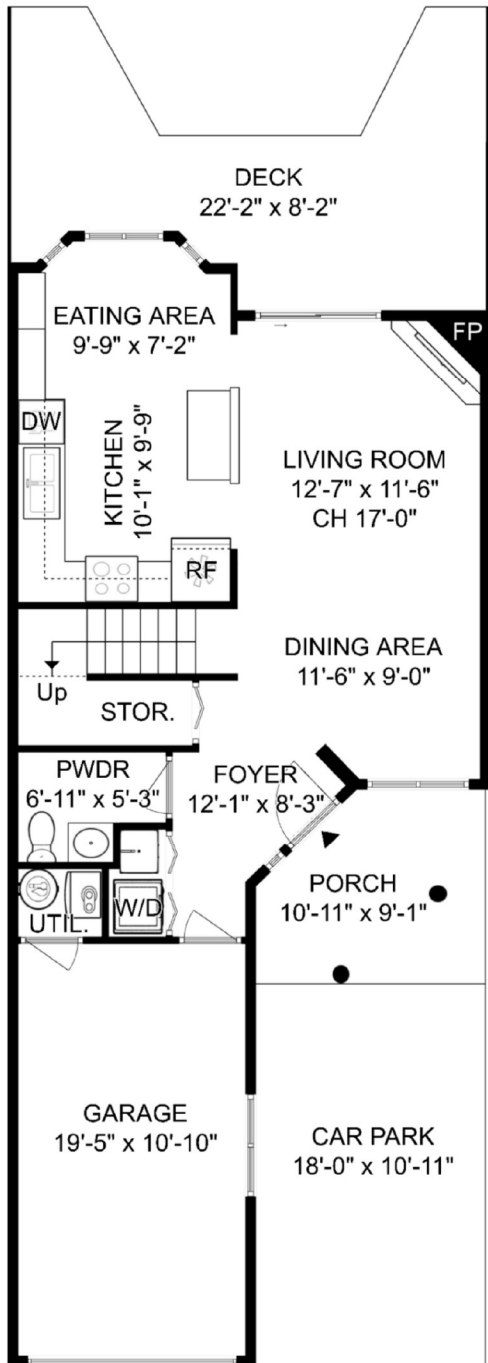 DECK
22'-2" x 8'-2"
EATING AREA
9'-9" x 7'-2"
FP
DW
KITCHEN
10'-1" x 9'-9"
LIVING ROOM
12'-7" x 11'-6"
CH 17'-0"
RF
DINING AREA
11'-6" x 9'-0"
Up
STOR.
PWDR
6'-11" x 5'-3"
FOYER
12'-1" x 8'-3"
PORCH
10'-11" x 9'-1"
W/D
UTIL.
GARAGE
19'-5" x 10'-10"
CAR PARK
18'-0" x 10'-11"